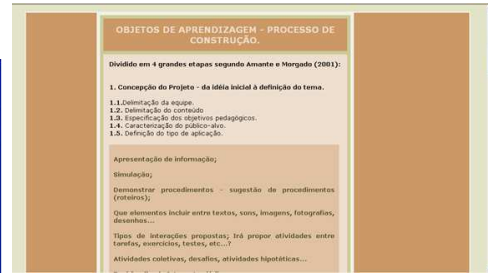 OBJETOS DE APRENDIZAGEM - PROCESSO DE
CONSTRUÇÃO.
Dividido em 4 grandes etapas segundo Amante e Morgado (2001):
1. Concepção do Projeto - da idéia inicial à definição do tema.
1.1.Delimitação da equipe.
1.2. Delimitação do conteúdo
1.3. Especificação dos objetivos pedagógicos.
1.4. Caracterização do público-alvo.
1.5. Definição do tipo de aplicação.
Apresentação de informação;
Simulação;
Demonstrar procedimentos - sugestão de procedimentos
(roteiros);
Que elementos incluir entre textos, sons, imagens, fotografias,
desenhos...
Tipos de interações propostas; Irá propor atividades entre
tarefas, exercícios, testes, etc...?
Atividades coletivas, desafios, atividades hipotéticas...